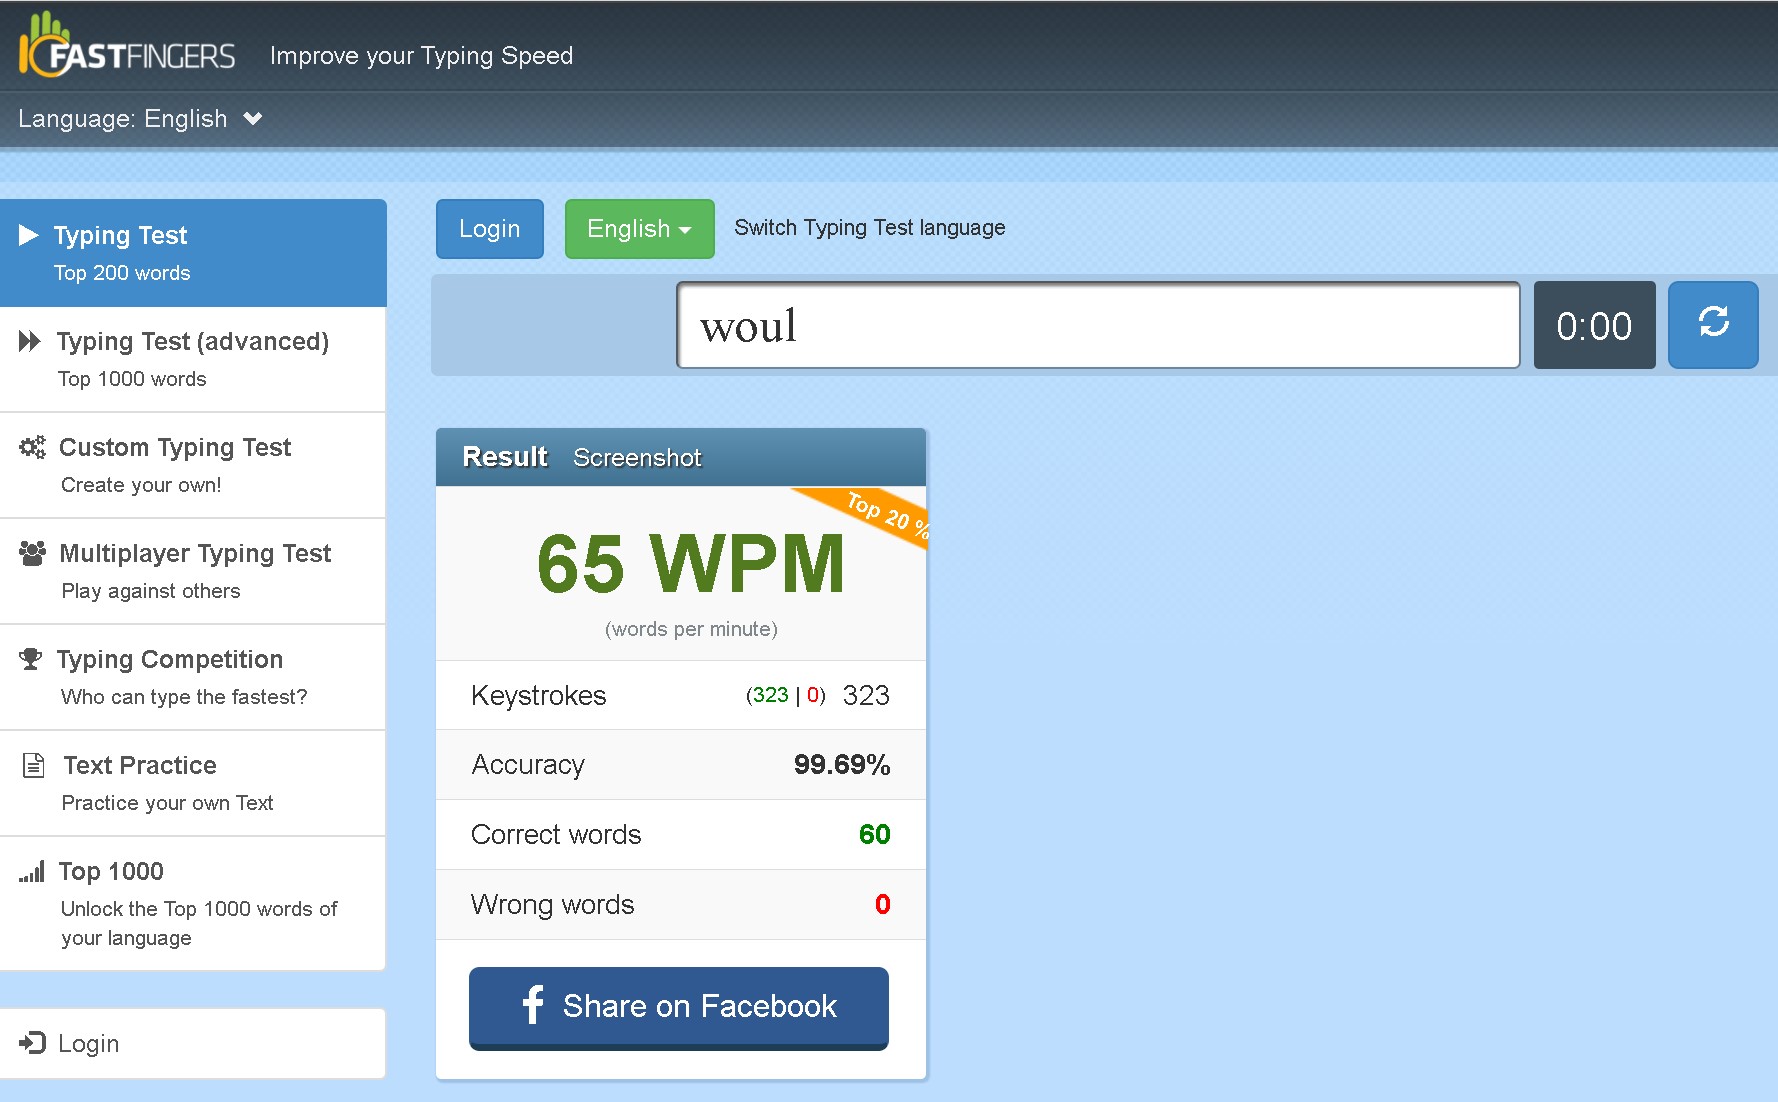 10FASTFINGERS Improve your Typing Speed
Language: English
Typing Test
Top 200 words
Typing Test (advanced)
Top 1000 words
Custom Typing Test
Create your own!
Multiplayer Typing Test
Play against others
Typing Competition
Who can type the fastest?
Text Practice
Practice your own Text
Top 1000
Unlock the Top 1000 words of
your language
Login
Login English Switch Typing Test language
woul 0:00
Result Screenshot
Top 20 %
65 WPM
(words per minute)
Keystrokes (323 | 0) 323
Accuracy 99.69%
Correct words 60
Wrong words 0
f Share on Facebook